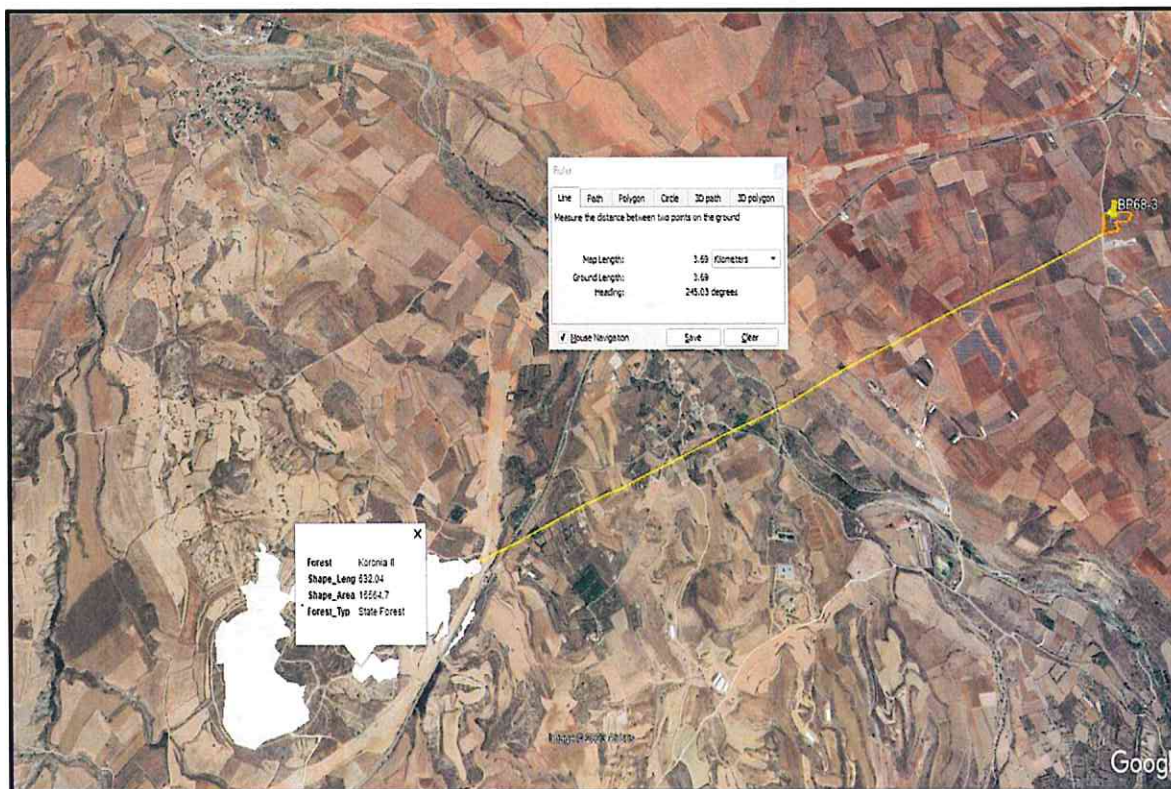 Ruler
Line Path Polygon Circle 3D path 3D polygon
Measure the distance between two points on the ground
Map Length: 3.69 Kilometers
Ground Length: 3.69
Heading: 245.03 degrees
Mouse Navigation Save Clear
BP68-3
X
Forest Koronia II
Shape_Leng 632.04
Shape_Area 16564.7
Forest_Typ State Forest
Googl